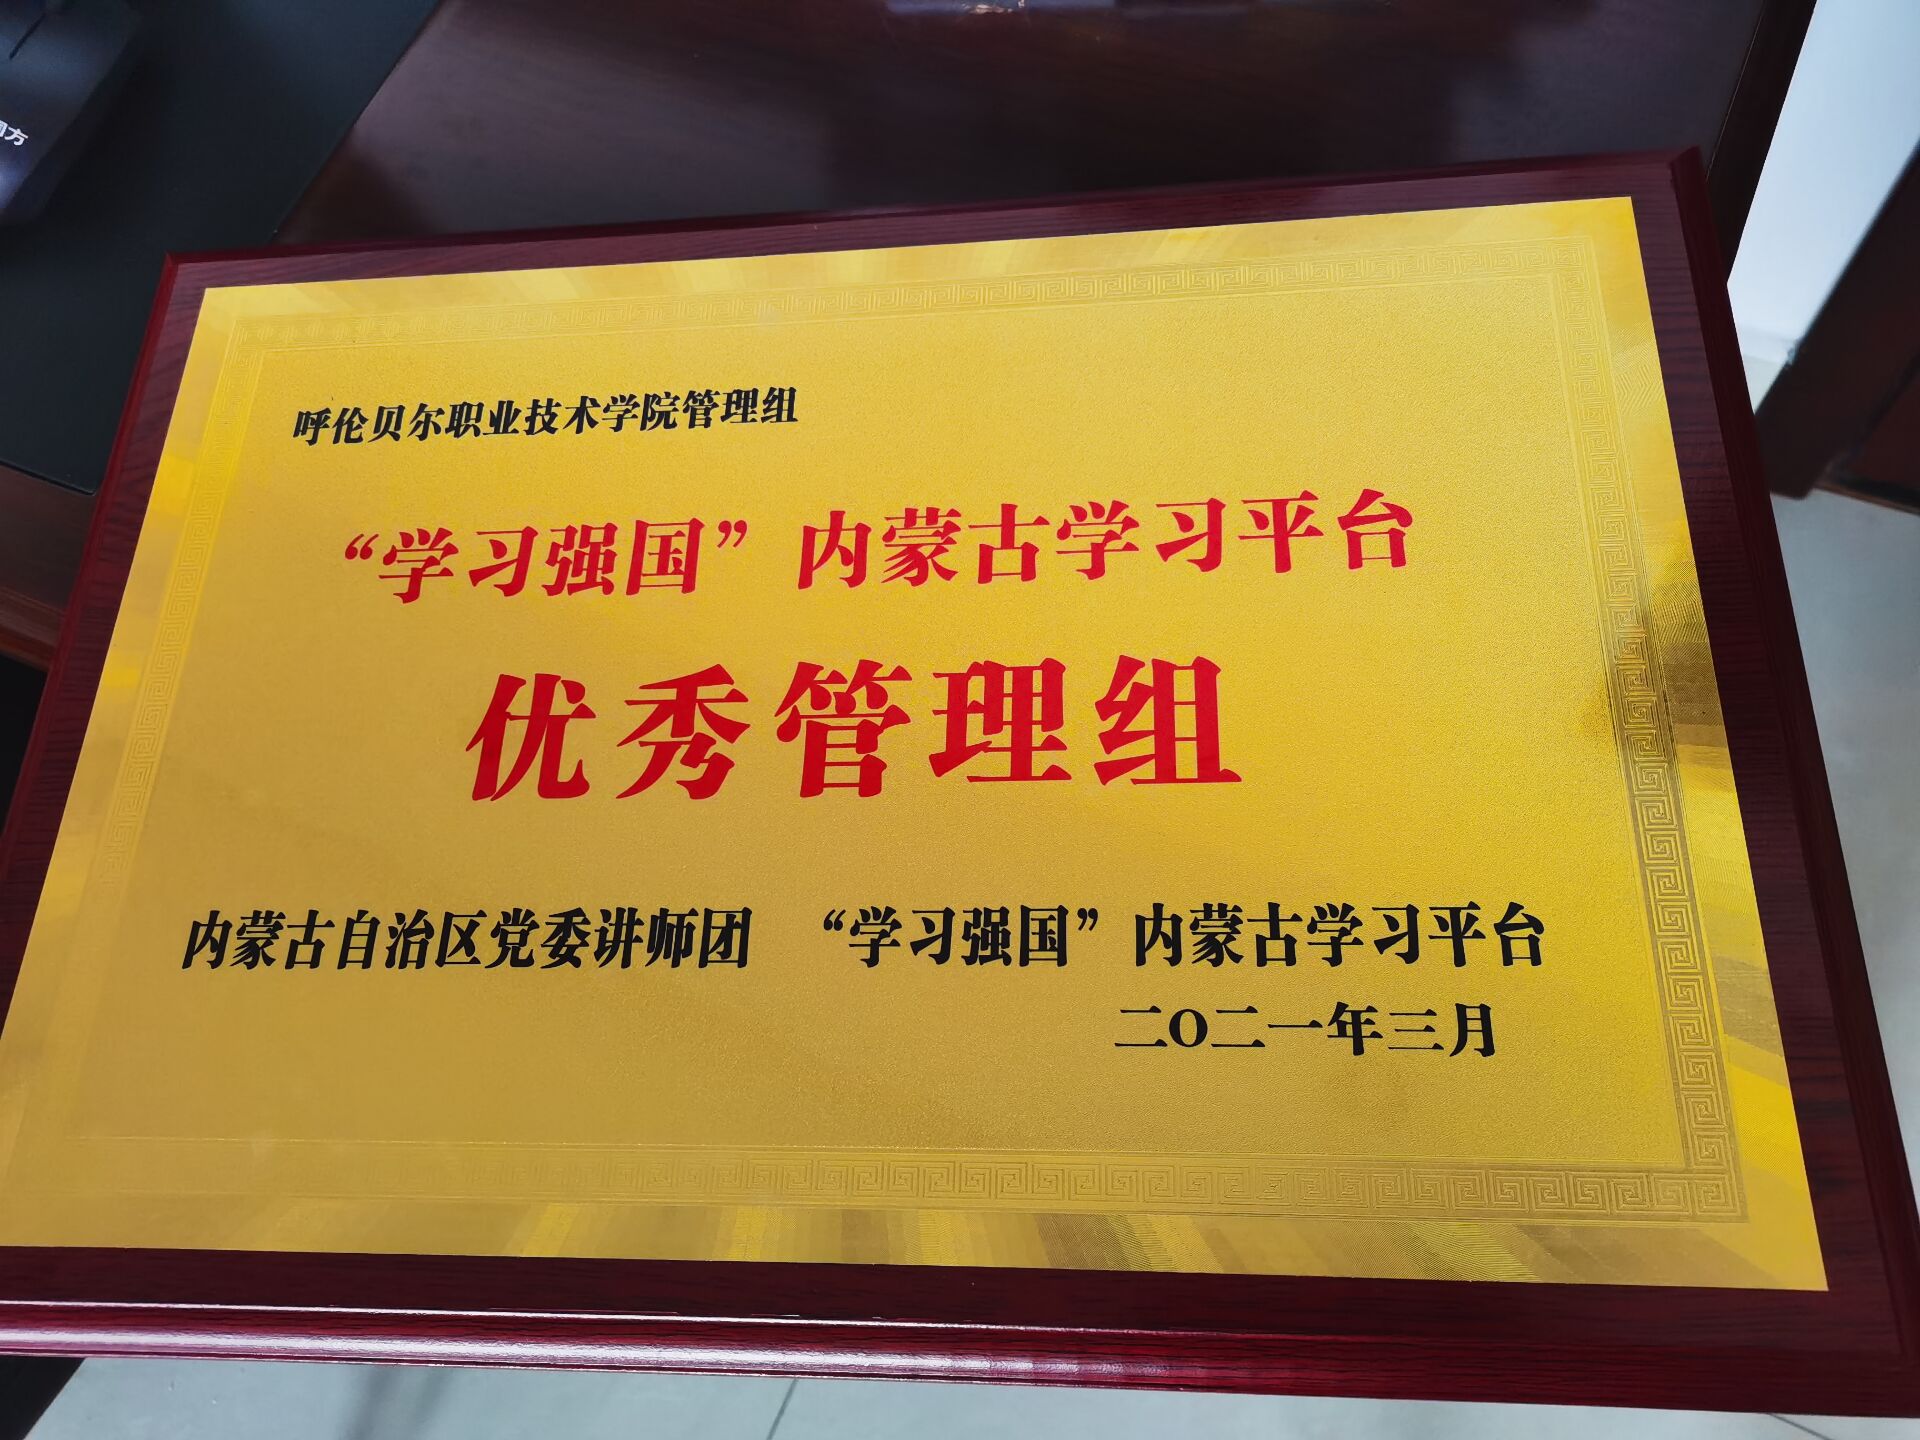 呼伦贝尔职业技术学院管理组
“学习强国”内蒙古学习平台
优秀管理组
内蒙古自治区党委讲师团 “学习强国”内蒙古学习平台
二〇二一年三月